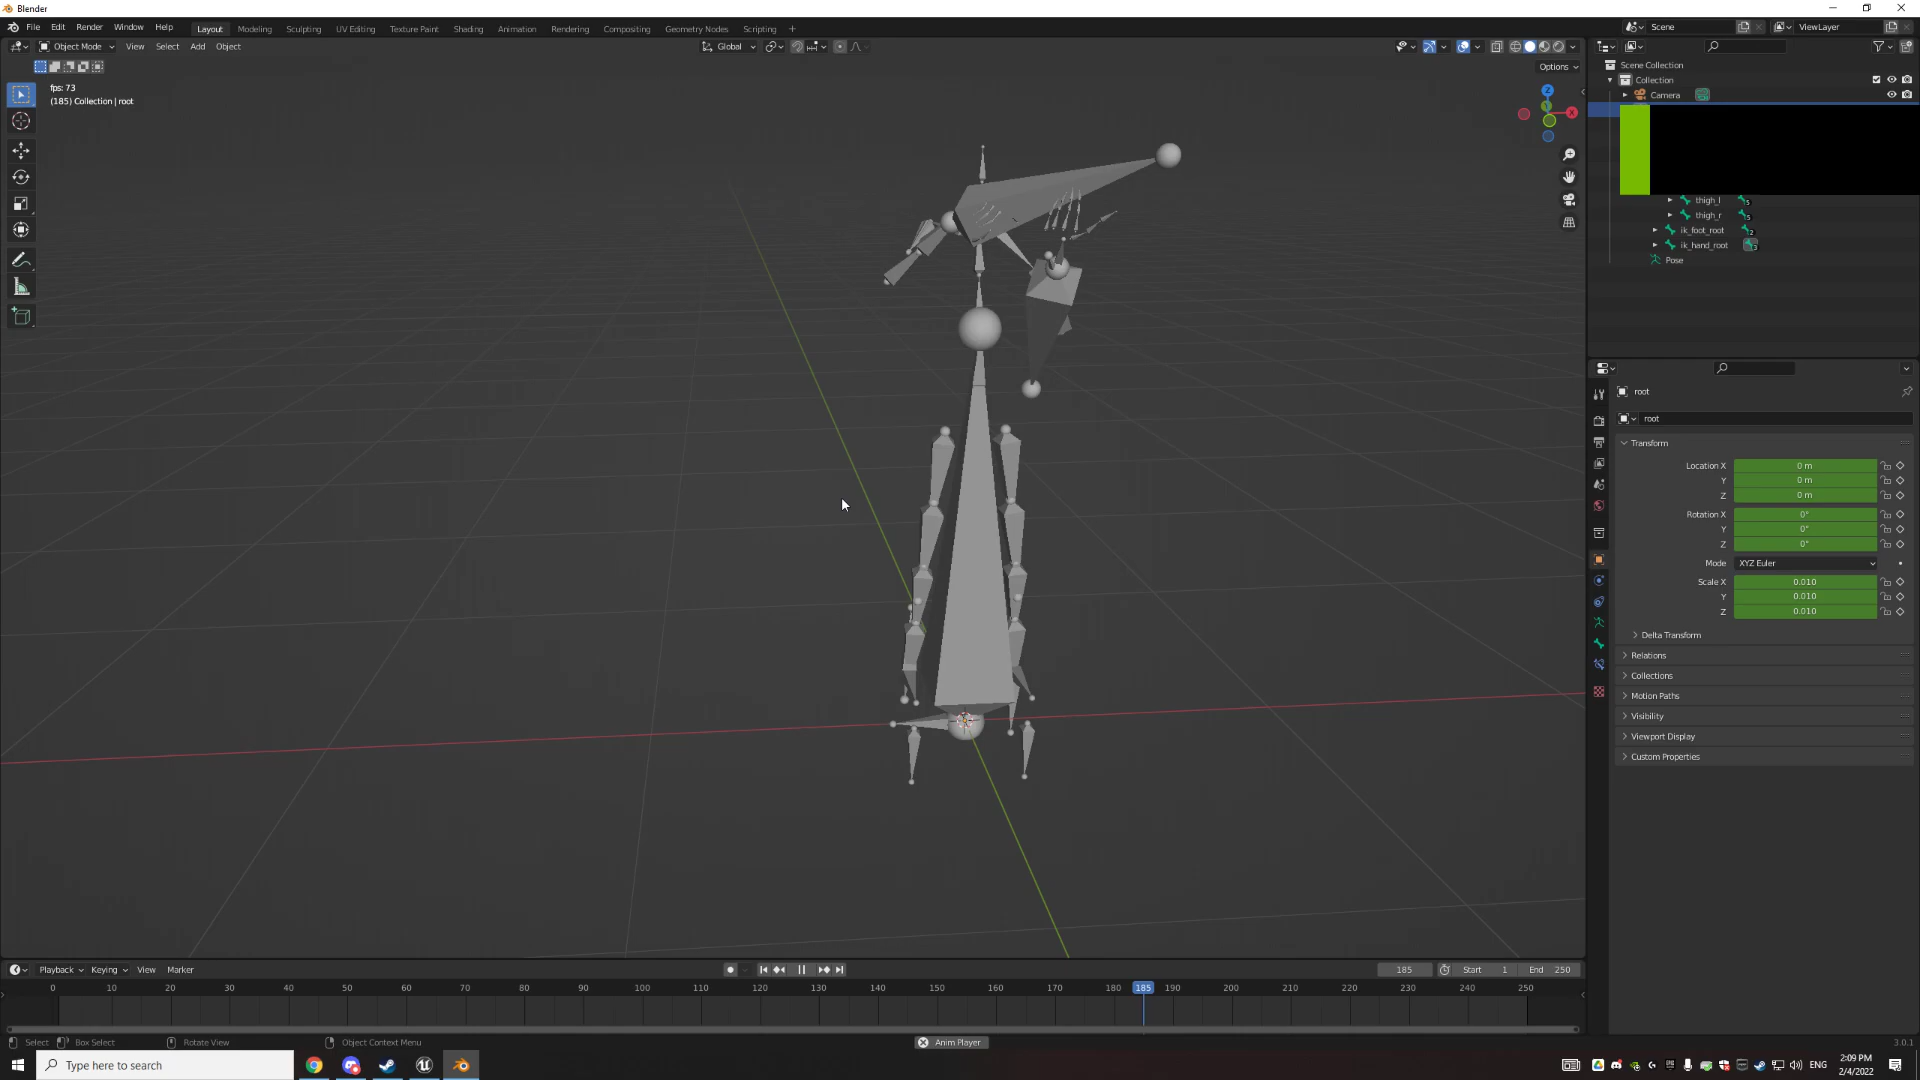 Blender
File Edit Render Window Help Layout Modeling Sculpting UV Editing Texture Paint Shading Animation Rendering Compositing Geometry Nodes Scripting + Scene ViewLayer
Object Mode View Select Add Object Global
Options
fps: 73
(185) Collection | root
Z
Y
X
Scene Collection
Collection
Camera
thigh_l 5
thigh_r 5
ik_foot_root 2
ik_hand_root 3
Pose
root
root
Transform
Location X 0 m
Y 0 m
Z 0 m
Rotation X 0°
Y 0°
Z 0°
Mode XYZ Euler
Scale X 0.010
Y 0.010
Z 0.010
Delta Transform
Relations
Collections
Motion Paths
Visibility
Viewport Display
Custom Properties
Playback Keying View Marker 185 Start 1 End 250
0 10 20 30 40 50 60 70 80 90 100 110 120 130 140 150 160 170 180 185 190 200 210 220 230 240 250
Select Box Select Rotate View Object Context Menu Anim Player 3.0.1
Type here to search ENG 2:09 PM
2/4/2022